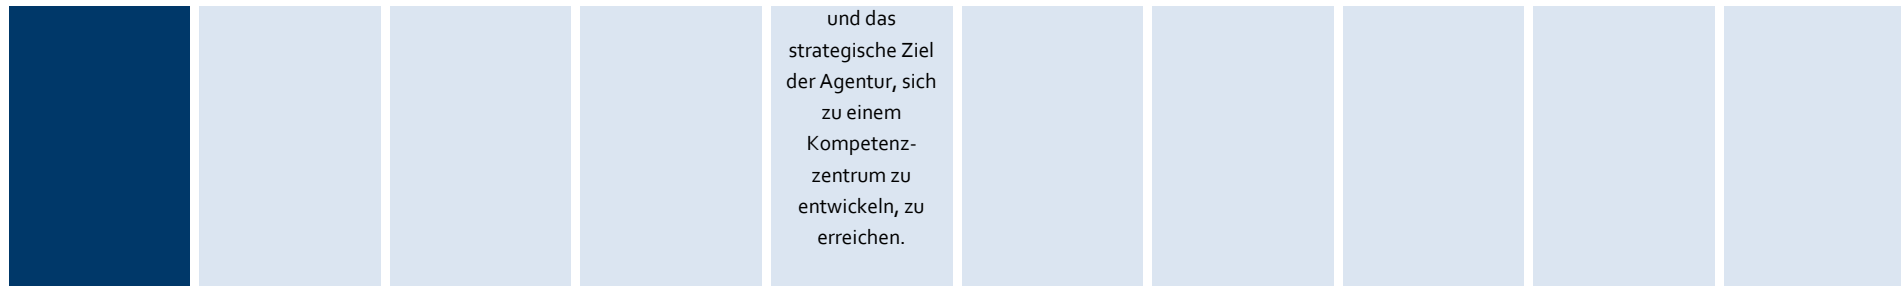 und das
strategische Ziel
der Agentur, sich
zu einem
Kompetenz-
zentrum zu
entwickeln, zu
erreichen.